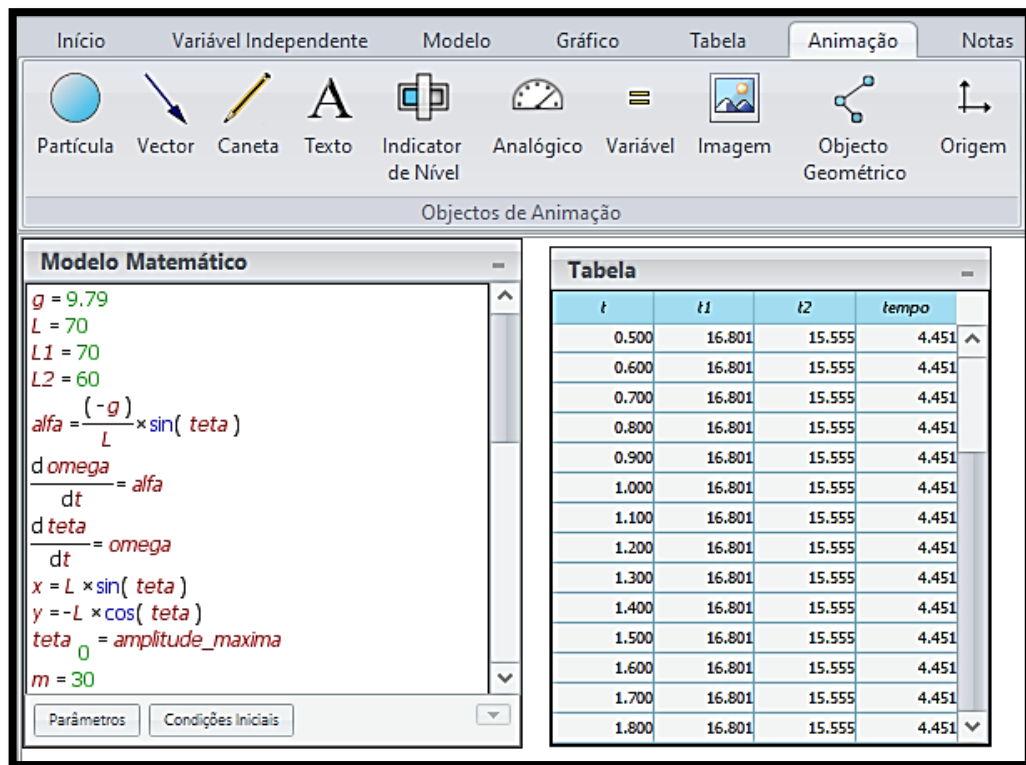 Início Variável Independente Modelo Gráfico Tabela Animação Notas
Partícula Vector Caneta Texto Indicator de Nível Analógico Variável Imagem Objecto Geométrico Origem
Objectos de Animação
Modelo Matemático
g = 9.79
L = 70
L1 = 70
L2 = 60
alfa = (-g) / L × sin( teta )
d omega / dt = alfa
d teta / dt = omega
x = L × sin( teta )
y = -L × cos( teta )
teta 0 = amplitude_maxima
m = 30
Parâmetros Condições Iniciais
Tabela
t t1 t2 tempo
0.500 16.801 15.555 4.451
0.600 16.801 15.555 4.451
0.700 16.801 15.555 4.451
0.800 16.801 15.555 4.451
0.900 16.801 15.555 4.451
1.000 16.801 15.555 4.451
1.100 16.801 15.555 4.451
1.200 16.801 15.555 4.451
1.300 16.801 15.555 4.451
1.400 16.801 15.555 4.451
1.500 16.801 15.555 4.451
1.600 16.801 15.555 4.451
1.700 16.801 15.555 4.451
1.800 16.801 15.555 4.451